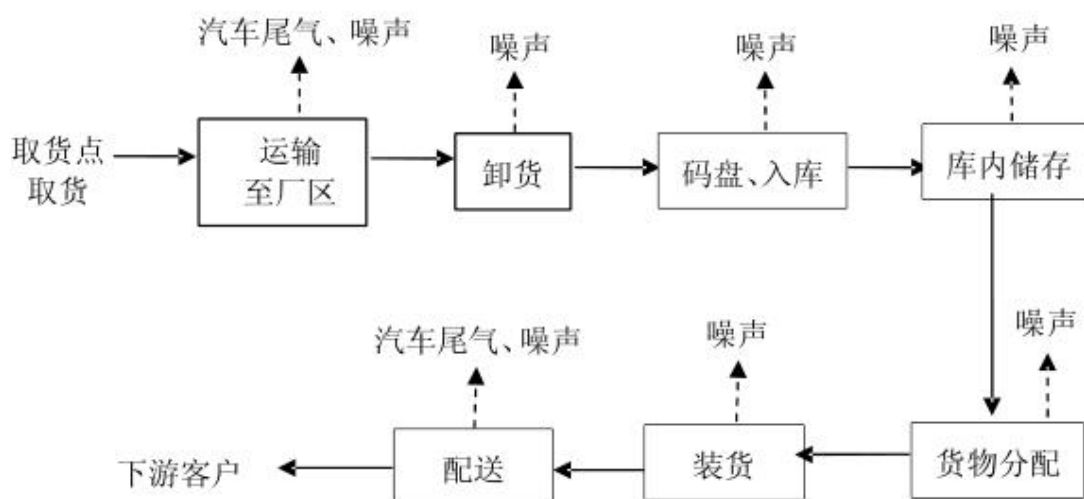 汽车尾气、噪声
噪声
噪声
噪声
取货点
取货
运输
至厂区
卸货
码盘、入库
库内储存
汽车尾气、噪声
噪声
噪声
下游客户
配送
装货
货物分配